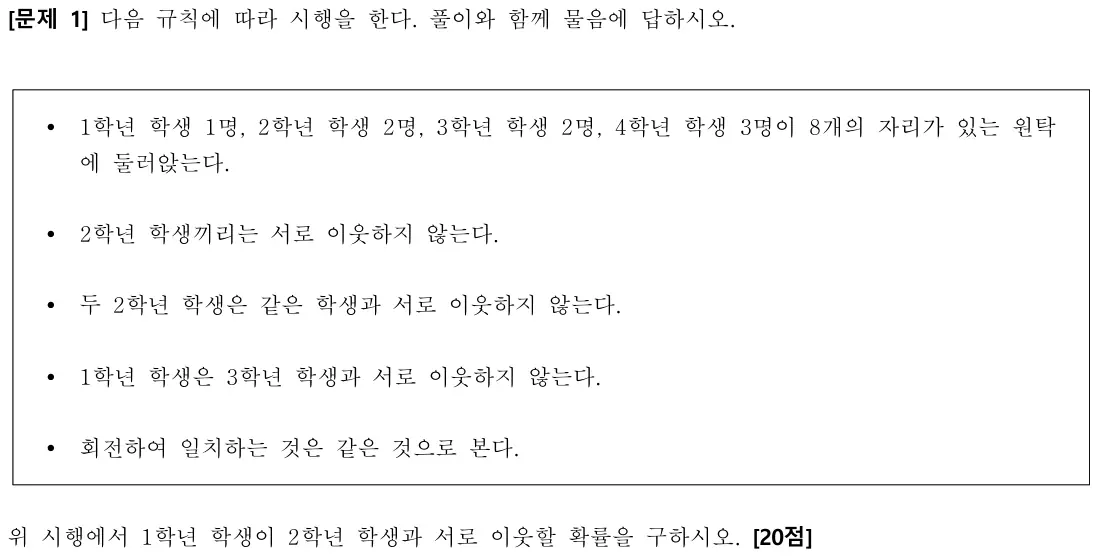 [문제 1] 다음 규칙에 따라 시행을 한다. 풀이와 함께 물음에 답하시오.
• 1학년 학생 1명, 2학년 학생 2명, 3학년 학생 2명, 4학년 학생 3명이 8개의 자리가 있는 원탁
에 둘러앉는다.
• 2학년 학생끼리는 서로 이웃하지 않는다.
• 두 2학년 학생은 같은 학생과 서로 이웃하지 않는다.
• 1학년 학생은 3학년 학생과 서로 이웃하지 않는다.
• 회전하여 일치하는 것은 같은 것으로 본다.
위 시행에서 1학년 학생이 2학년 학생과 서로 이웃할 확률을 구하시오. [20점]